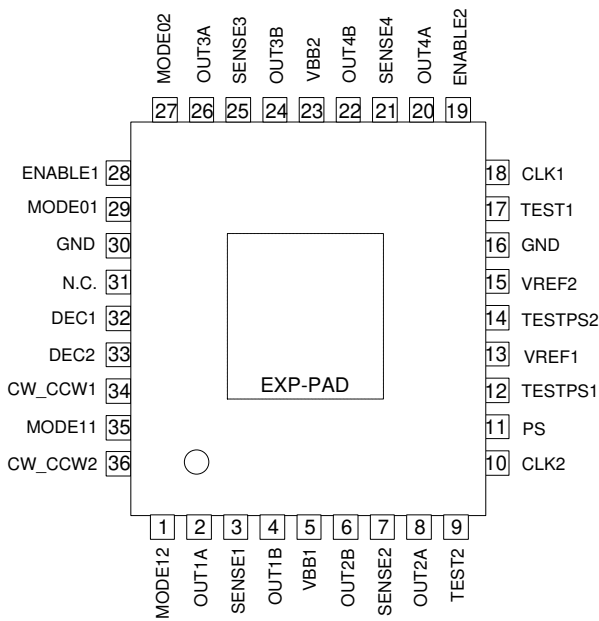 MODE02
OUT3A
SENSE3
OUT3B
VBB2
OUT4B
SENSE4
OUT4A
ENABLE2
27 26 25 24 23 22 21 20 19
ENABLE1 28
MODE01 29
GND 30
N.C. 31
DEC1 32
DEC2 33
CW_CCW1 34
MODE11 35
CW_CCW2 36
EXP-PAD
18 CLK1
17 TEST1
16 GND
15 VREF2
14 TESTPS2
13 VREF1
12 TESTPS1
11 PS
10 CLK2
1 2 3 4 5 6 7 8 9
MODE12
OUT1A
SENSE1
OUT1B
VBB1
OUT2B
SENSE2
OUT2A
TEST2